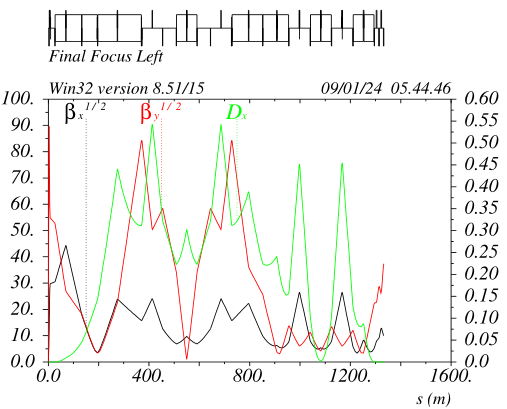 Final Focus Left
Win32 version 8.51/15 09/01/24 05.44.46
βx1/2 βy1/2 Dx
100. 0.60
90. 0.55
80. 0.50
70. 0.45
60. 0.40
50. 0.35
40. 0.30
30. 0.25
20. 0.20
10. 0.15
0.0 0.10
0.05
0.0
0.0 400. 800. 1200. 1600.
s (m)